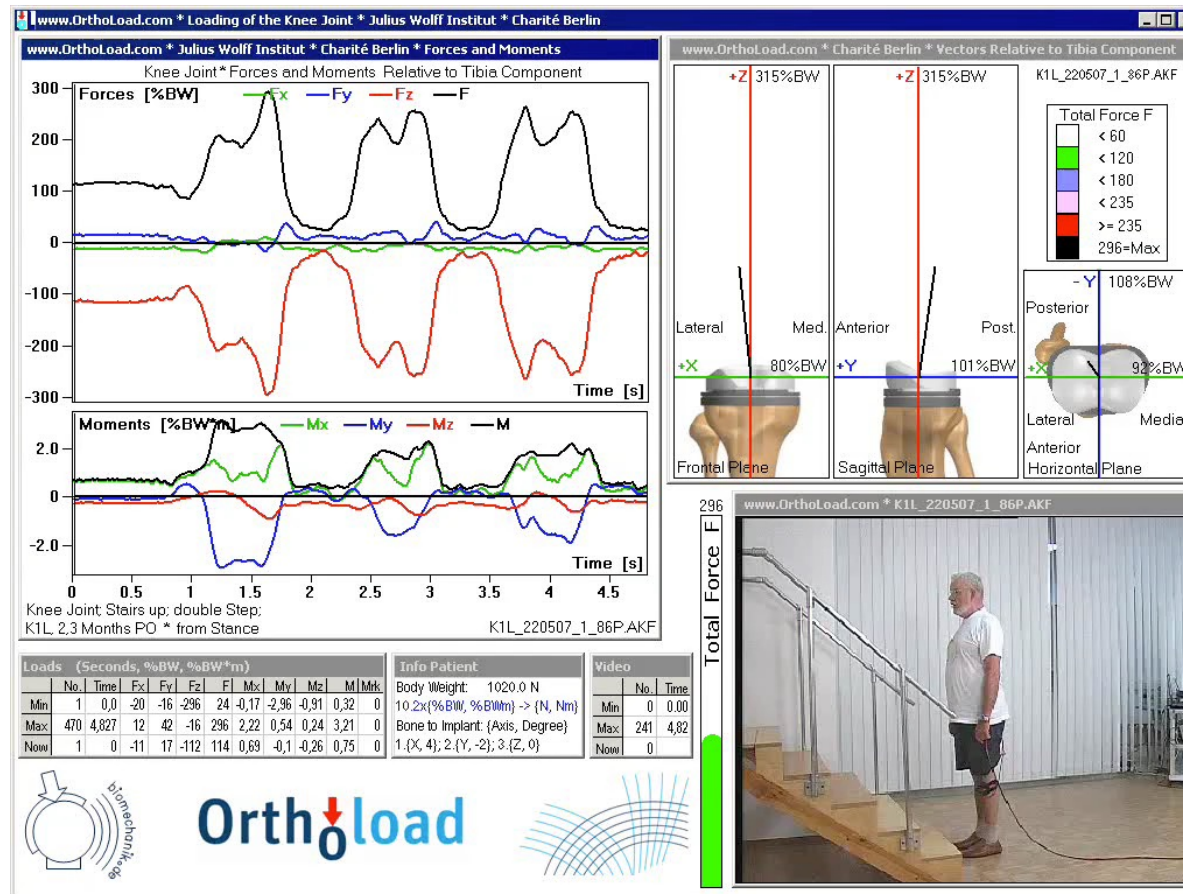 www.OrthoLoad.com * Loading of the Knee Joint * Julius Wolff Institut * Charité Berlin
www.OrthoLoad.com * Julius Wolff Institut * Charité Berlin * Forces and Moments
Knee Joint * Forces and Moments Relative to Tibia Component
Forces [%BW] Fx Fy Fz F
300
200
100
0
-100
-200
-300
Time [s]
Moments [%BW*m] Mx My Mz M
2.0
0
-2.0
Time [s]
0 0.5 1 1.5 2 2.5 3 3.5 4 4.5
Knee Joint; Stairs up; double Step;
K1L, 2,3 Months PO * from Stance K1L_220507_1_86P.AKF
www.OrthoLoad.com * Charité Berlin * Vectors Relative to Tibia Component
+Z 315%BW
Lateral Med.
+X 80%BW
Frontal Plane
+Z 315%BW
Anterior Post.
+Y 101%BW
Sagittal Plane
K1L_220507_1_86P.AKF
Total Force F
< 60
< 120
< 180
< 235
>= 235
296=Max
-Y 108%BW
Posterior
+X 92%BW
Lateral Media
Anterior
Horizontal Plane
Loads (Seconds, %BW, %BW*m)
No. Time Fx Fy Fz F Mx My Mz M Mrk
Min 1 0,0 -20 -16 -296 24 -0,17 -2,96 -0,91 0,32 0
Max 470 4,827 12 42 -16 296 2,22 0,54 0,24 3,21 0
Now 1 0 -11 17 -112 114 0,69 -0,1 -0,26 0,75 0
Info Patient
Body Weight: 1020.0 N
10.2x{%BW, %BWm} -> {N, Nm}
Bone to Implant: {Axis, Degree}
1.{X, 4}; 2.{Y, -2}; 3.{Z, 0}
Video
No. Time
Min 0 0.00
Max 241 4,82
Now 0
296
Total Force F
www.OrthoLoad.com * K1L_220507_1_86P.AKF
biomechanik.de
Ortholoload